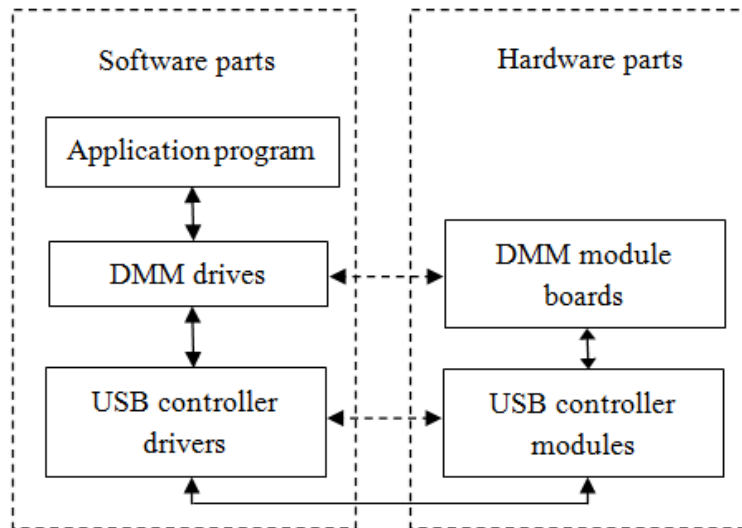 Software parts
Application program
DMM drives
USB controller
drivers
Hardware parts
DMM module
boards
USB controller
modules